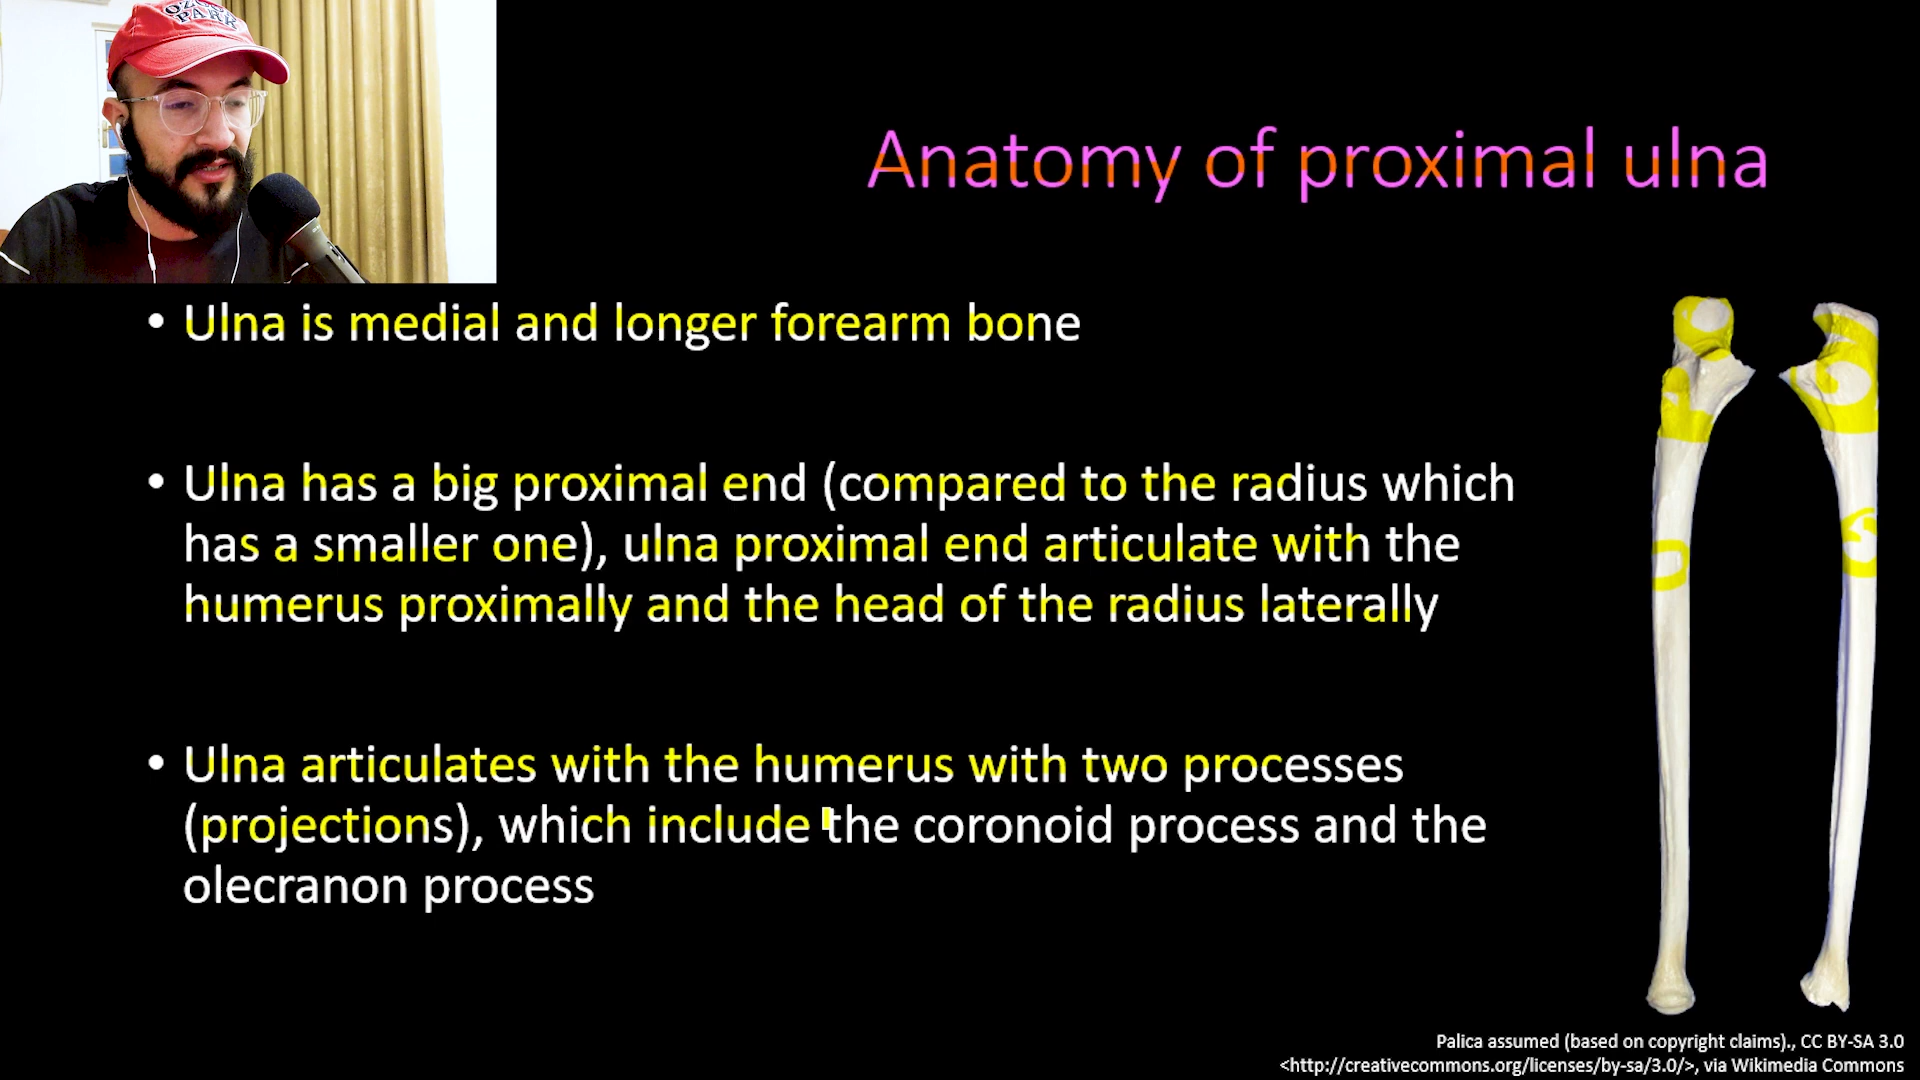 PARK
Anatomy of proximal ulna
• Ulna is medial and longer forearm bone
• Ulna has a big proximal end (compared to the radius which
has a smaller one), ulna proximal end articulate with the
humerus proximally and the head of the radius laterally
• Ulna articulates with the humerus with two processes
(projections), which include the coronoid process and the
olecranon process
Palica assumed (based on copyright claims)., CC BY-SA 3.0
<http://creativecommons.org/licenses/by-sa/3.0/>, via Wikimedia Commons